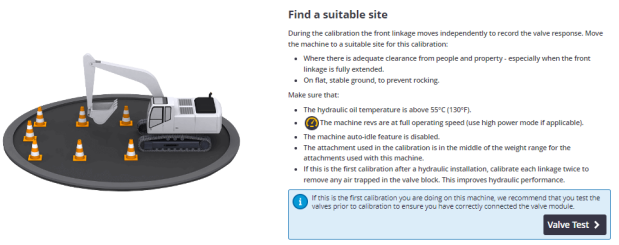 Find a suitable site
During the calibration the front linkage moves independently to record the valve response. Move
the machine to a suitable site for this calibration:
• Where there is adequate clearance from people and property - especially when the front
linkage is fully extended.
• On flat, stable ground, to prevent rocking.
Make sure that:
• The hydraulic oil temperature is above 55°C (130°F).
• The machine revs are at full operating speed (use high power mode if applicable).
• The machine auto-idle feature is disabled.
• The attachment used in the calibration is in the middle of the weight range for the
attachments used with this machine.
• If this is the first calibration after a hydraulic installation, calibrate each linkage twice to
remove any air trapped in the valve block. This improves hydraulic performance.
If this is the first calibration you are doing on this machine, we recommend that you test the
valves prior to calibration to ensure you have correctly connected the valve module.
Valve Test